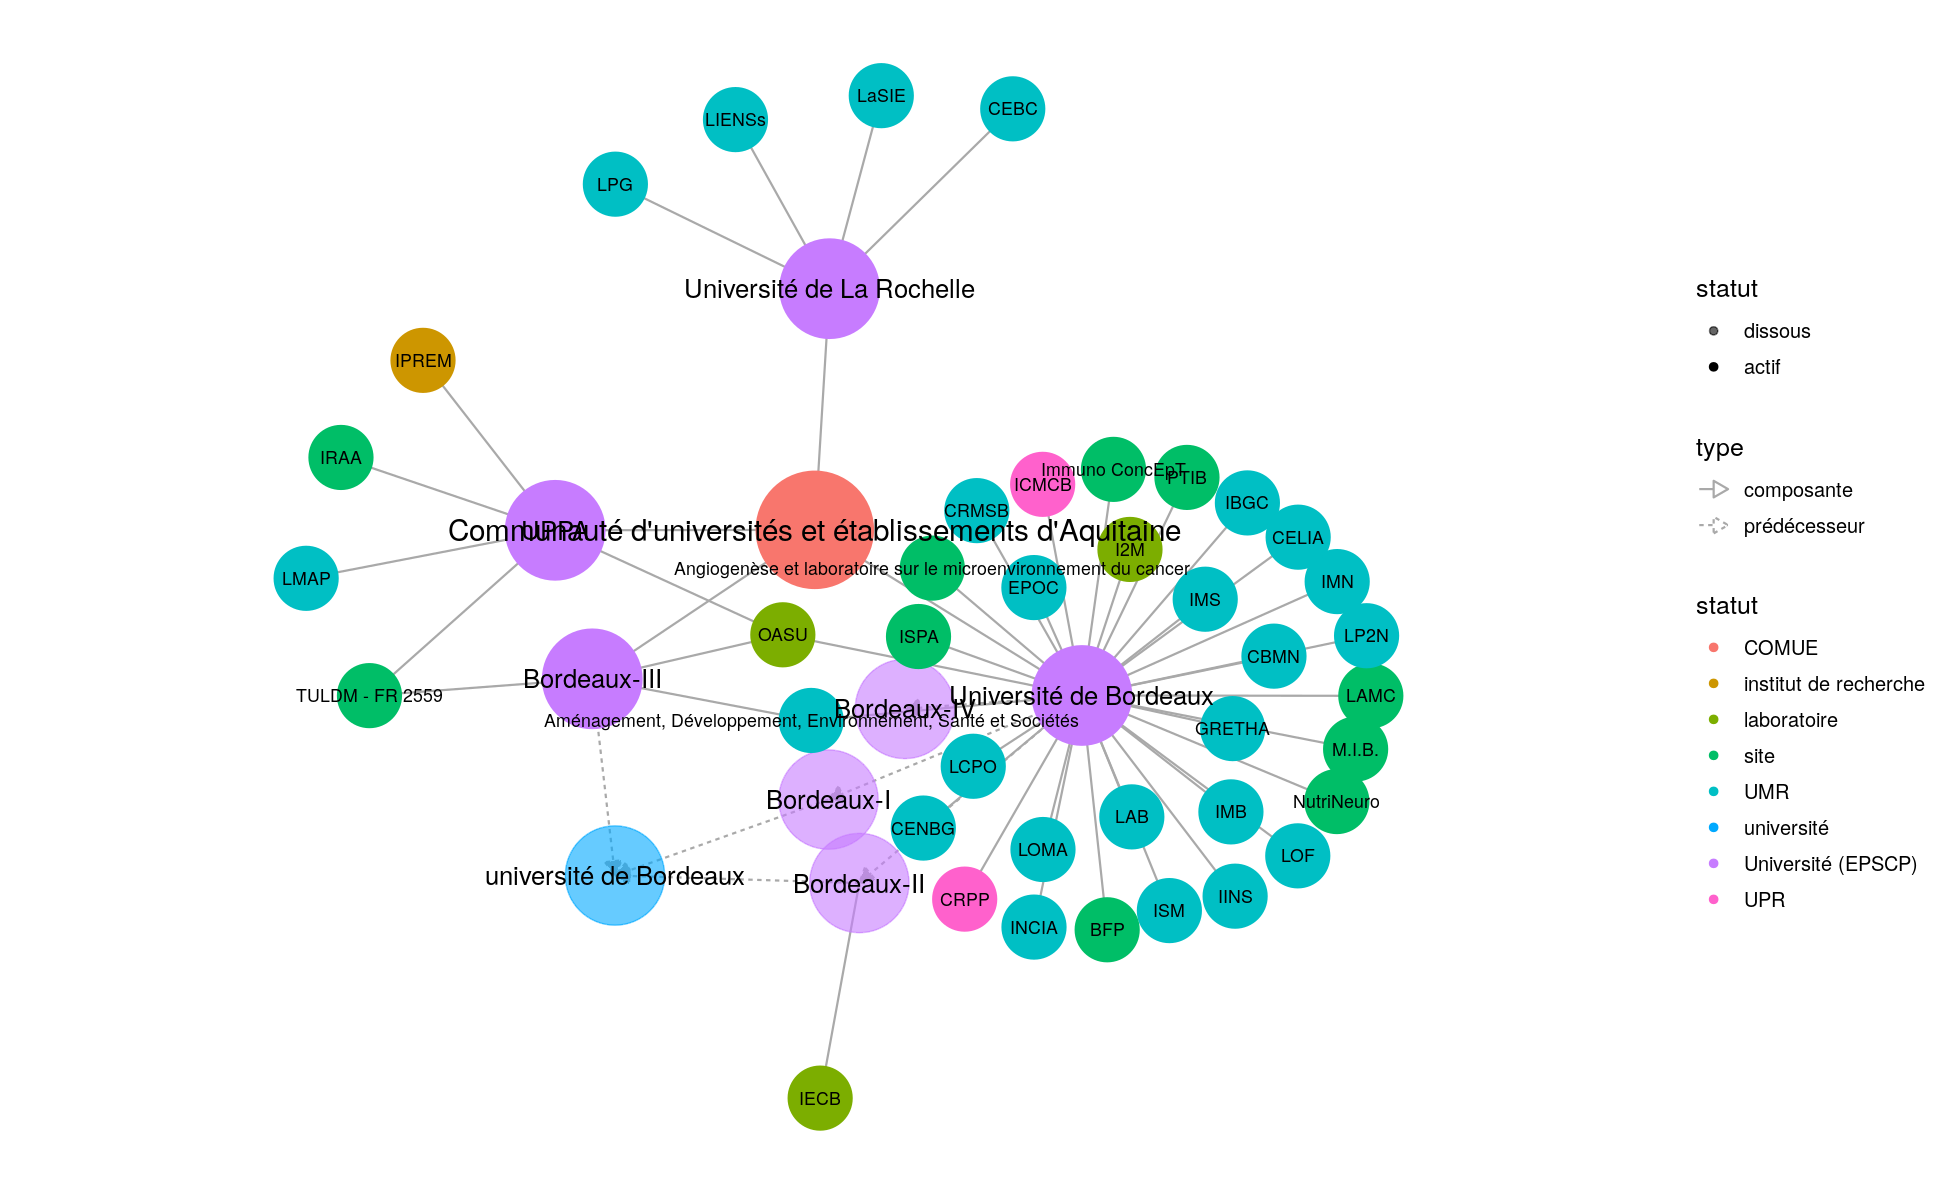 LaSIE
CEBC
LIENSs
LPG
Université de La Rochelle
IPREM
IRAA
Immuno ConcEpT
PTIB
ICMCB
IBGC
CRMSB
UPPA
Communauté d'universités et établissements d'Aquitaine
CELIA
I2M
Angiogenèse et laboratoire sur le microenvironnement du cancer
LMAP
EPOC
IMN
IMS
OASU
ISPA
LP2N
CBMN
Bordeaux-III
TULDM - FR 2559
Université de Bordeaux
LAMC
Bordeaux-IV
Aménagement, Développement, Environnement, Santé et Sociétés
GRETHA
M.I.B.
LCPO
Bordeaux-I
NutriNeuro
IMB
LAB
CENBG
LOMA
LOF
université de Bordeaux
Bordeaux-II
CRPP
IINS
ISM
INCIA
BFP
IECB
statut
dissous
actif
type
composante
prédécesseur
statut
COMUE
institut de recherche
laboratoire
site
UMR
université
Université (EPSCP)
UPR